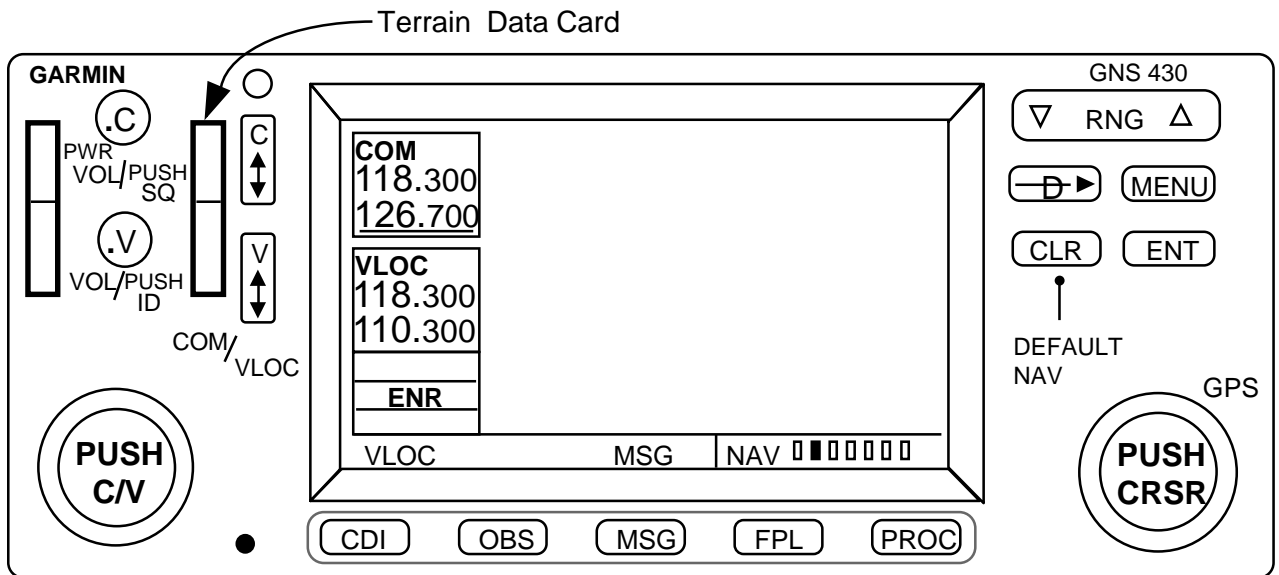 Terrain Data Card
GARMIN
GNS 430
.C
PWR
VOL/PUSH
SQ
.V
VOL/PUSH
ID
C
V
COM/VLOC
PUSH
C/V
COM
118.300
126.700
VLOC
118.300
110.300
ENR
VLOC
MSG
NAV
RNG
D
MENU
CLR
ENT
DEFAULT
NAV
GPS
PUSH
CRSR
CDI
OBS
MSG
FPL
PROC